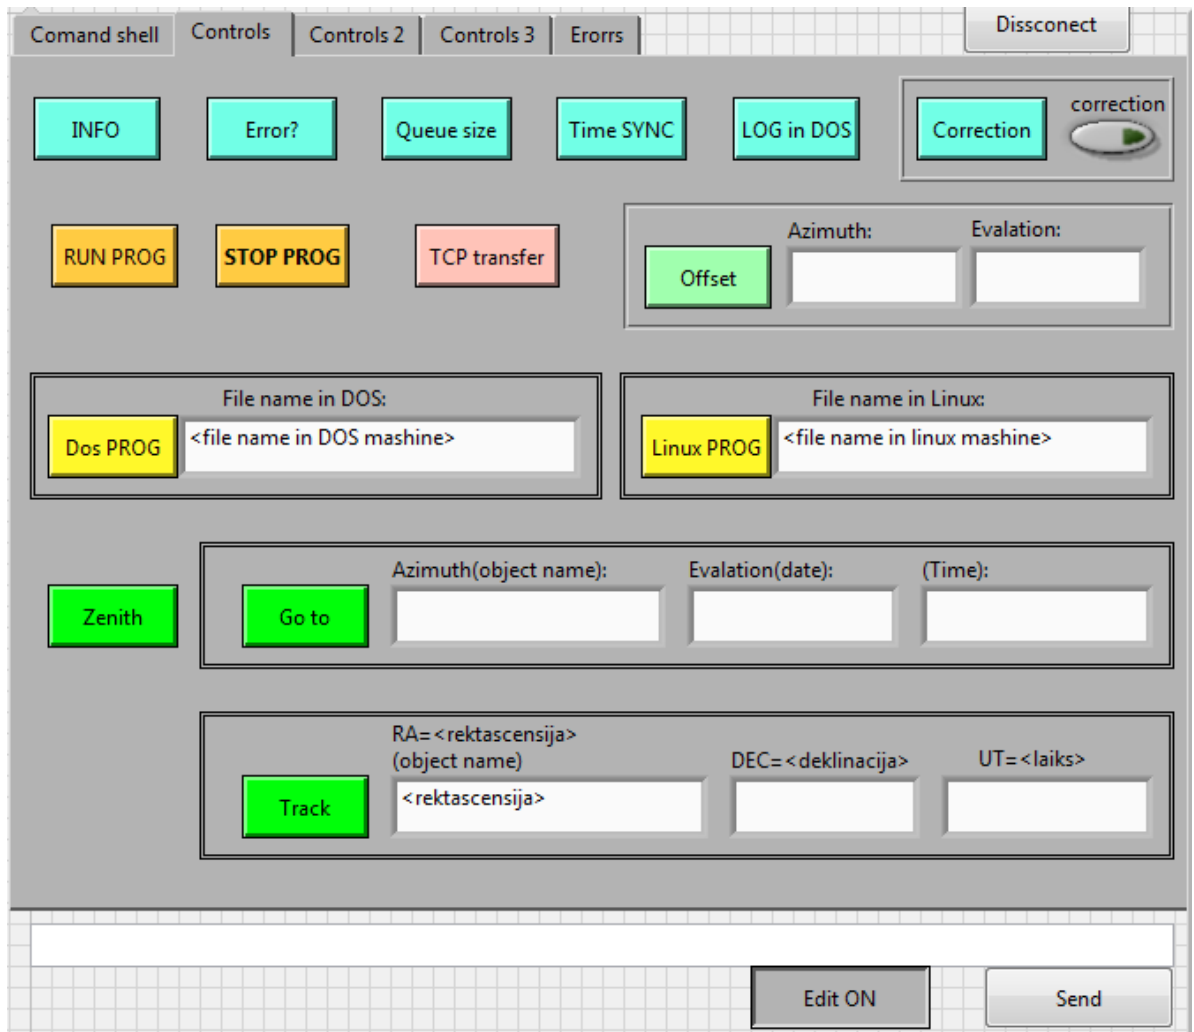 Comand shell
Controls
Controls 2
Controls 3
Erorrs
Dissconect
INFO
Error?
Queue size
Time SYNC
LOG in DOS
Correction
correction
RUN PROG
STOP PROG
TCP transfer
Offset
Azimuth:
Evalation:
File name in DOS:
Dos PROG
<file name in DOS mashine>
File name in Linux:
Linux PROG
<file name in linux mashine>
Zenith
Go to
Azimuth(object name):
Evalation(date):
(Time):
Track
RA=<rektascensija>
(object name)
<rektascensija>
DEC=<deklinacija>
UT=<laiks>
Edit ON
Send